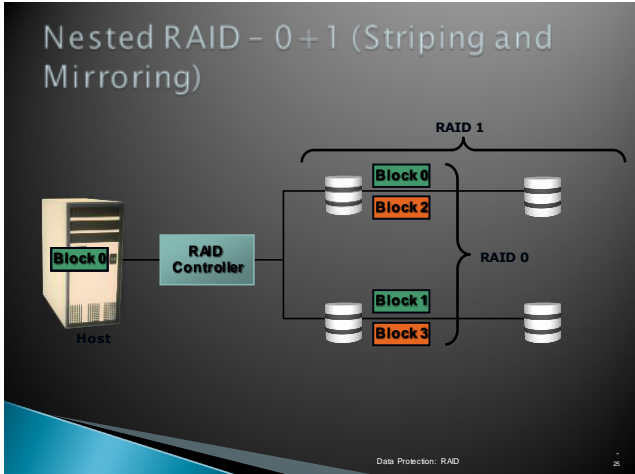 Nested RAID – 0+1 (Striping and
Mirroring)
RAID 1
Block 0
Block 2
Block 0
RAID
Controller
RAID 0
Block 1
Block 3
Host
Data Protection: RAID
-
25